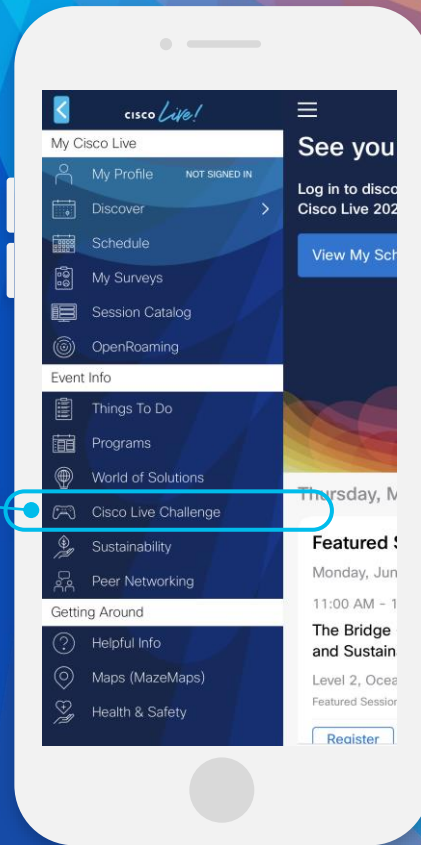 CISCO Live!
My Cisco Live
My Profile NOT SIGNED IN
Discover
Schedule
My Surveys
Session Catalog
OpenRoaming
Event Info
Things To Do
Programs
World of Solutions
Cisco Live Challenge
Sustainability
Peer Networking
Getting Around
Helpful Info
Maps (MazeMaps)
Health & Safety
See you
Log in to disco
Cisco Live 202
View My Sch
Thursday, M
Featured S
Monday, Jun
11:00 AM - 1
The Bridge
and Sustain
Level 2, Ocea
Featured Session
Register